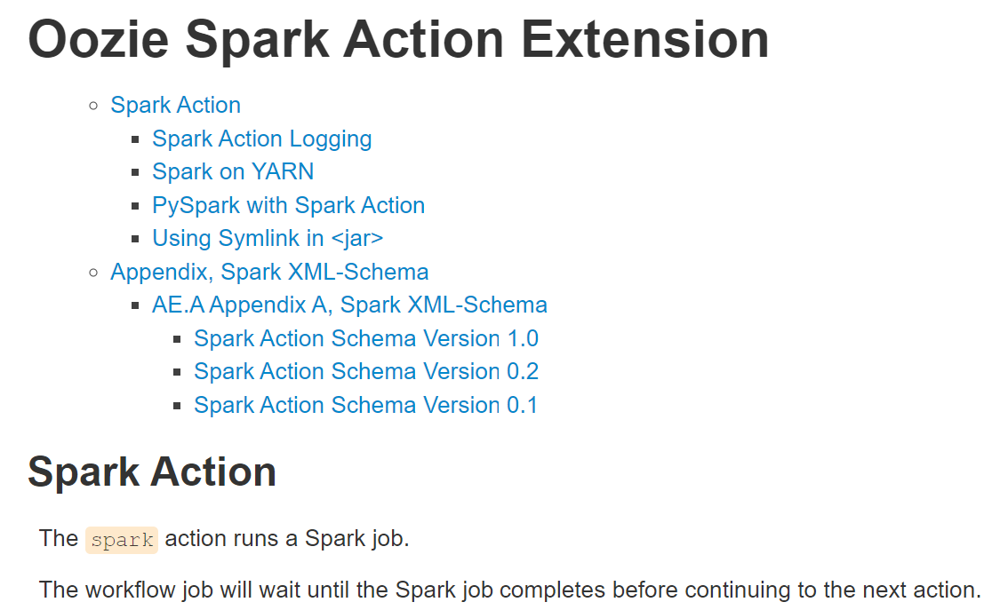 Oozie Spark Action Extension
Spark Action
Spark Action Logging
Spark on YARN
PySpark with Spark Action
Using Symlink in <jar>
Appendix, Spark XML-Schema
AE.A Appendix A, Spark XML-Schema
Spark Action Schema Version 1.0
Spark Action Schema Version 0.2
Spark Action Schema Version 0.1
Spark Action
The spark action runs a Spark job.
The workflow job will wait until the Spark job completes before continuing to the next action.